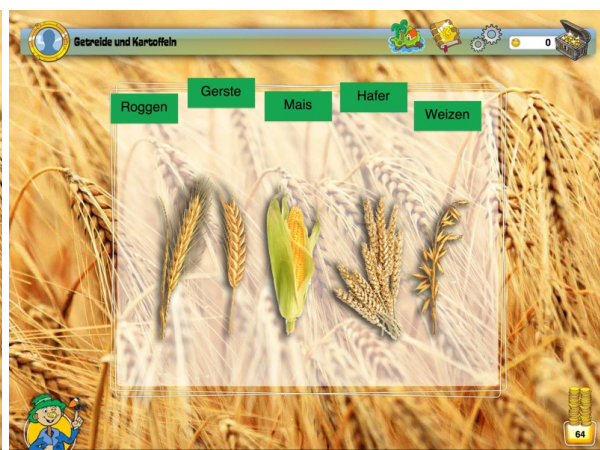 Getreide und Kartoffeln
0
Roggen
Gerste
Mais
Hafer
Weizen
64